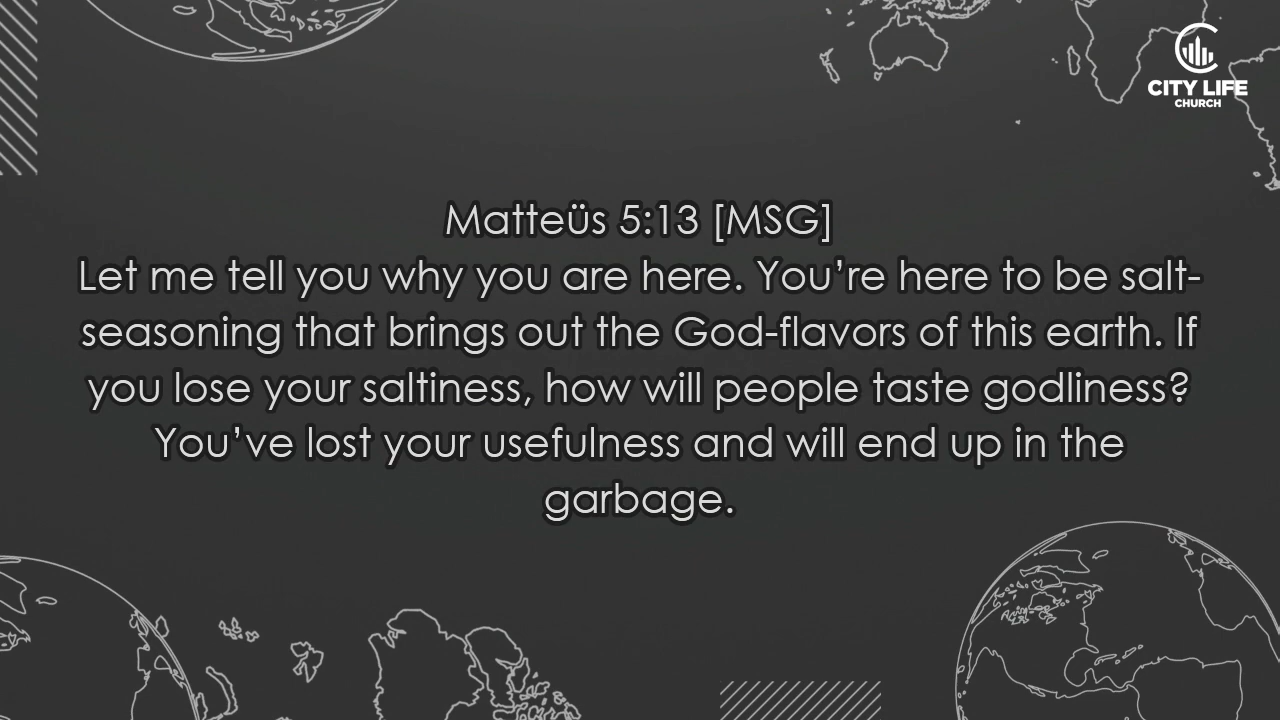 CITY LIFE
CHURCH
Matteüs 5:13 [MSG]
Let me tell you why you are here. You’re here to be salt-
seasoning that brings out the God-flavors of this earth. If
you lose your saltiness, how will people taste godliness?
You’ve lost your usefulness and will end up in the
garbage.